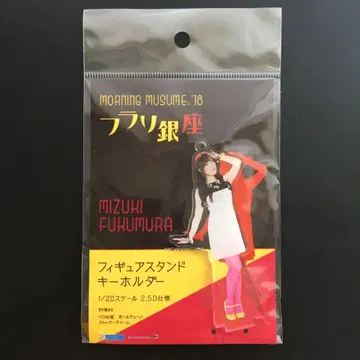 MORNING MUSUME。'18
フラリ銀座
MIZUKI
FUKUMURA
フィギュアスタンド
キーホルダー
1/20スケール 2.5D仕様